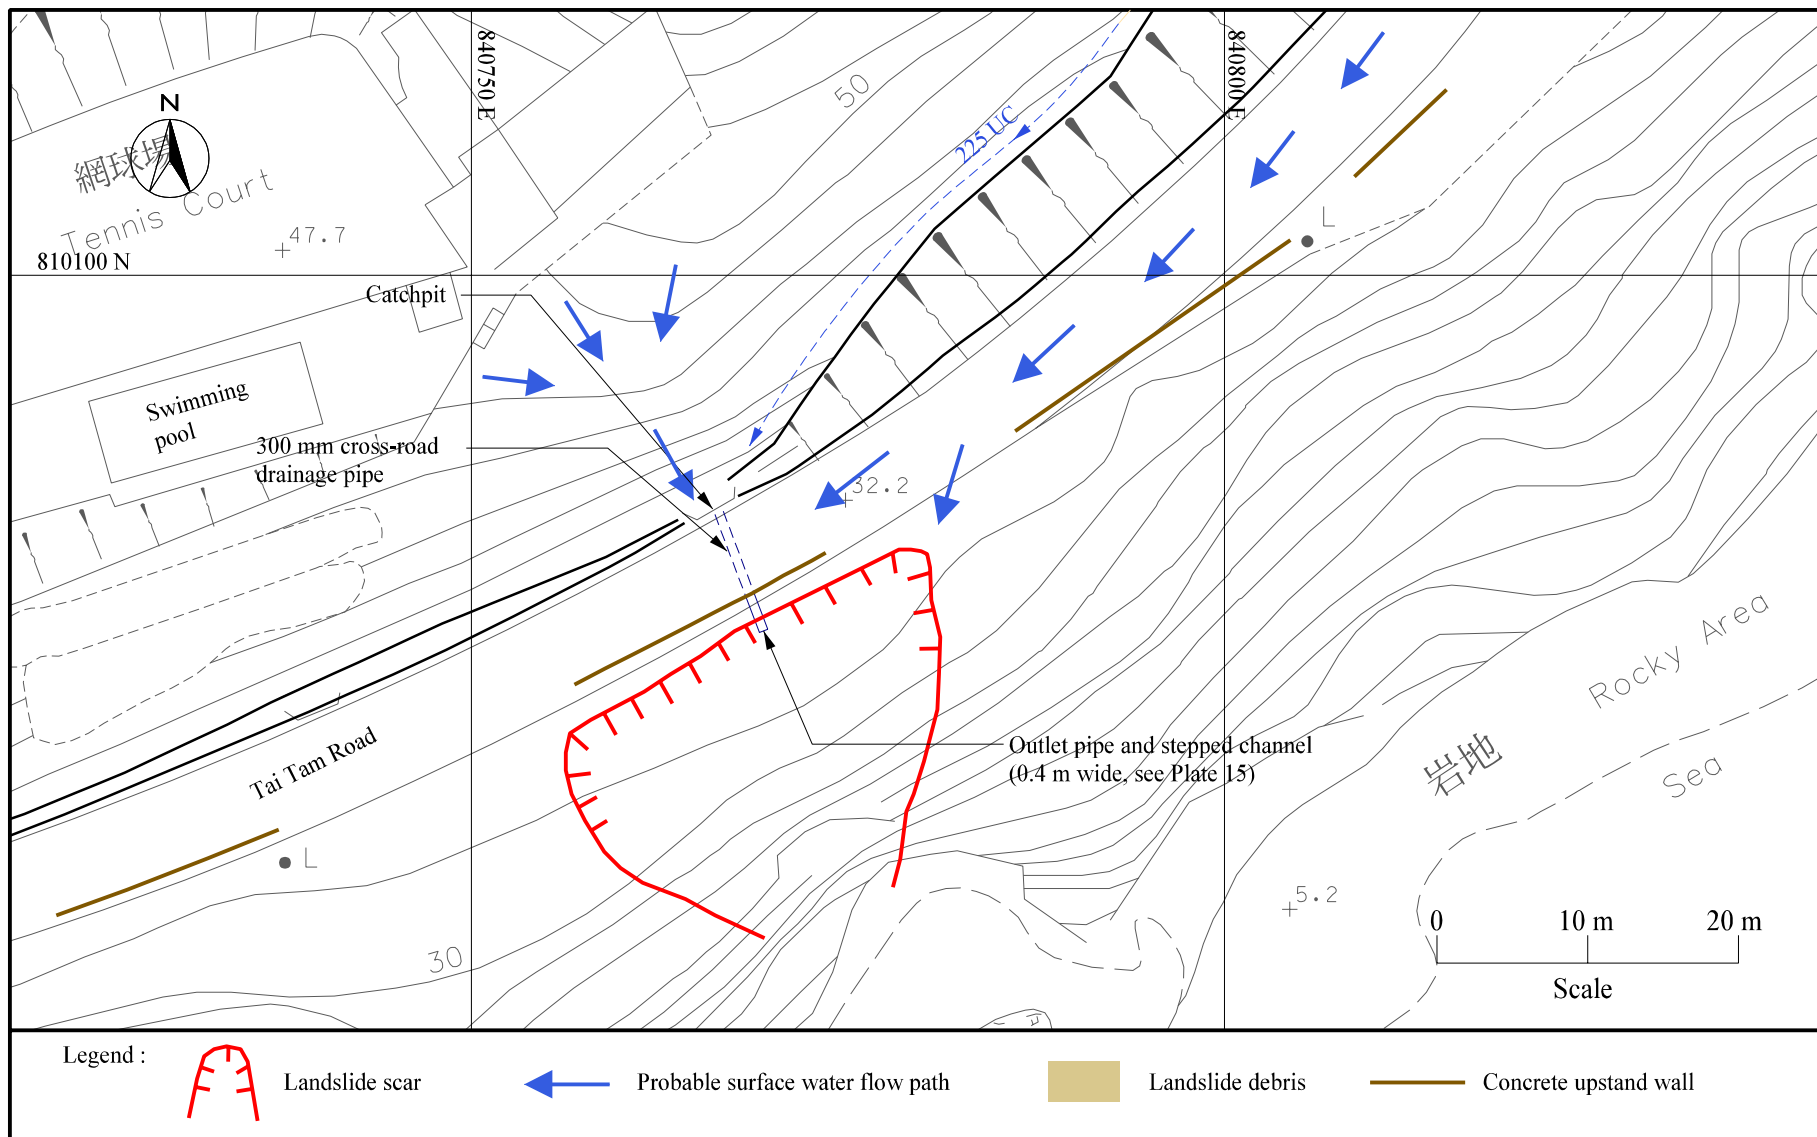 840750 E
840800 E
50
N
225 UC
網球場
Tennis Court
47.7
L
810100 N
Catchpit
Swimming
pool
300 mm cross-road
drainage pipe
32.2
Rocky Area
Tai Tam Road
Outlet pipe and stepped channel
(0.4 m wide, see Plate 15)
岩地
Sea
L
5.2
30
0 10 m 20 m
Scale
Legend :
Landslide scar
Probable surface water flow path
Landslide debris
Concrete upstand wall